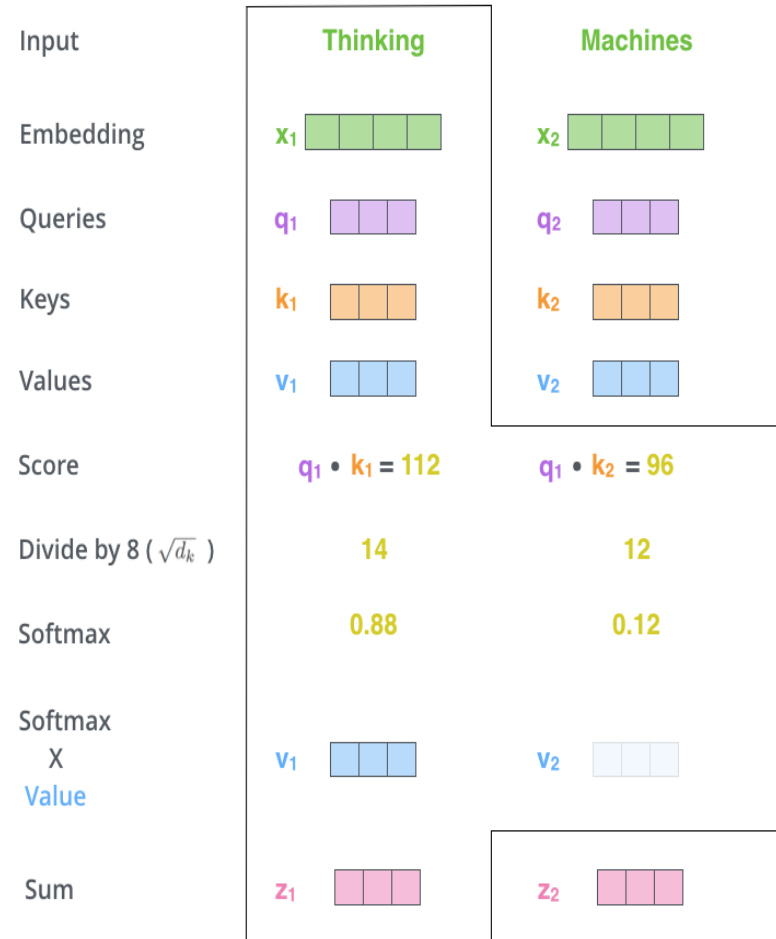 Input Thinking Machines
Embedding x₁ x₂
Queries q₁ q₂
Keys k₁ k₂
Values v₁ v₂
Score q₁ • k₁ = 112 q₁ • k₂ = 96
Divide by 8 ( √dₖ ) 14 12
Softmax 0.88 0.12
Softmax
X v₁ v₂
Value
Sum z₁ z₂